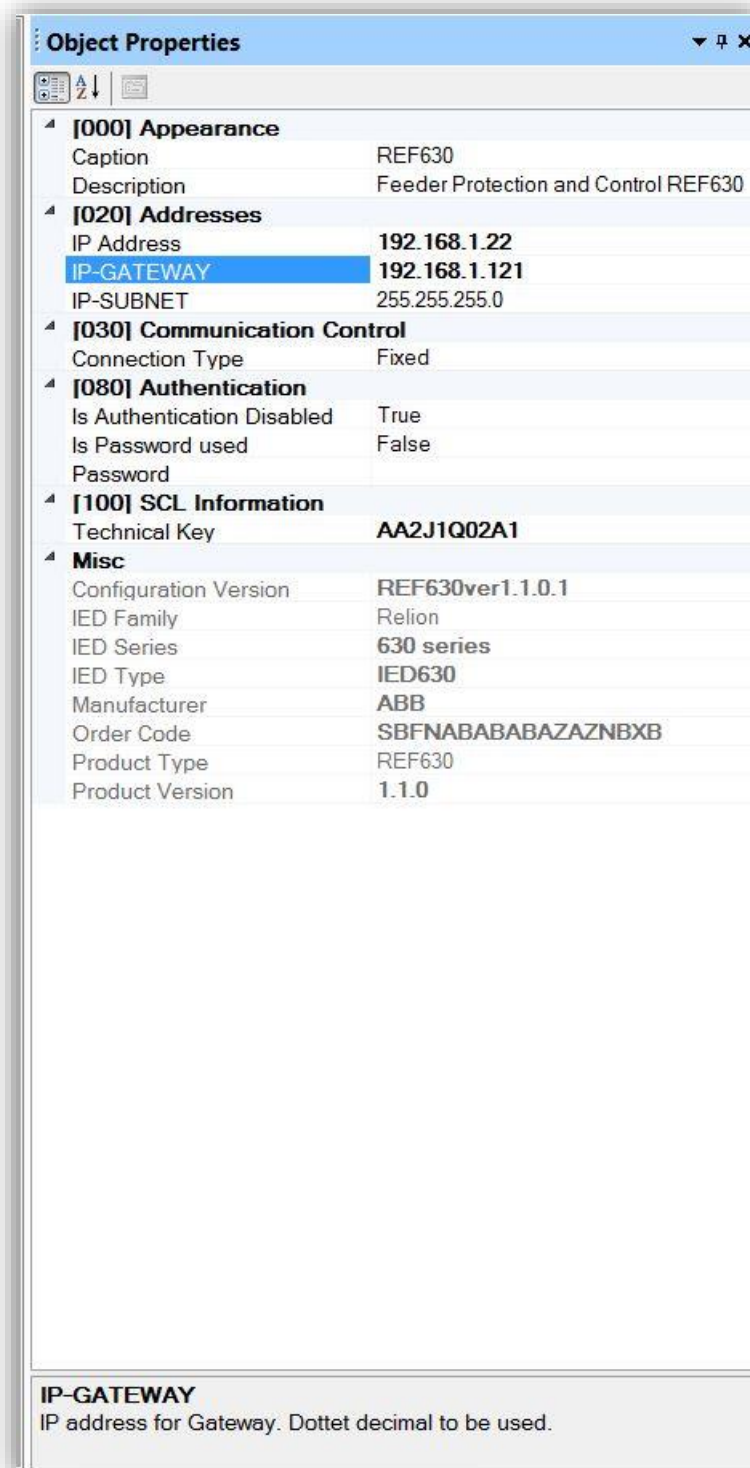 Object Properties
[000] Appearance
Caption REF630
Description Feeder Protection and Control REF630
[020] Addresses
IP Address 192.168.1.22
IP-GATEWAY 192.168.1.121
IP-SUBNET 255.255.255.0
[030] Communication Control
Connection Type Fixed
[080] Authentication
Is Authentication Disabled True
Is Password used False
Password
[100] SCL Information
Technical Key AA2J1Q02A1
Misc
Configuration Version REF630ver1.1.0.1
IED Family Relion
IED Series 630 series
IED Type IED630
Manufacturer ABB
Order Code SBFNABABABAZAZNBXB
Product Type REF630
Product Version 1.1.0
IP-GATEWAY
IP address for Gateway. Dottet decimal to be used.